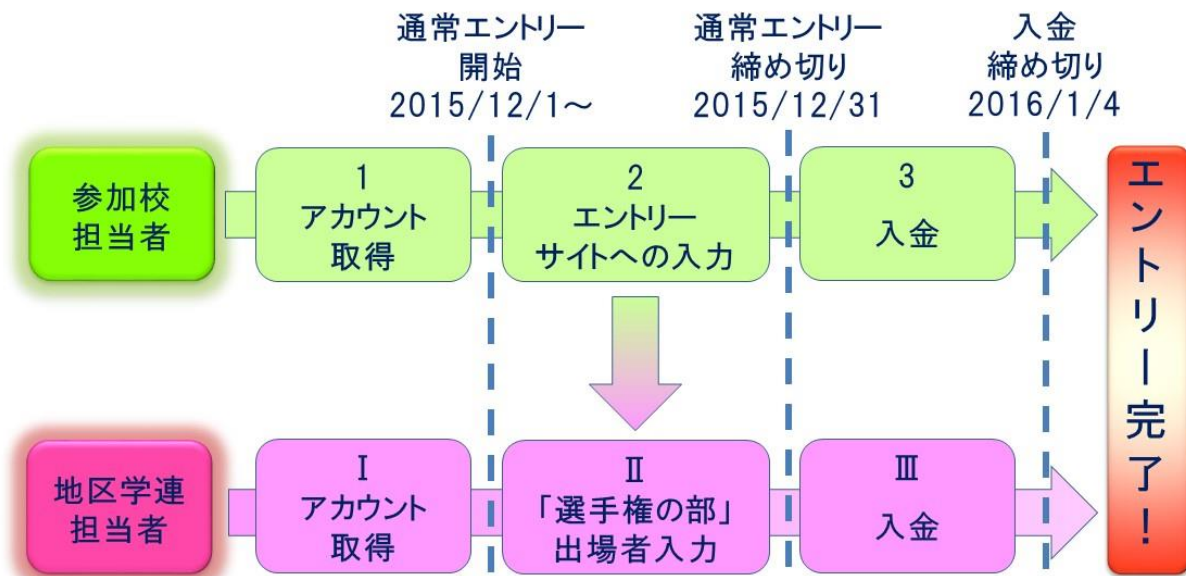 通常エントリー
開始
2015/12/1～
通常エントリー
締め切り
2015/12/31
入金
締め切り
2016/1/4
参加校
担当者
1
アカウント
取得
2
エントリー
サイトへの入力
3
入金
エントリー完了！
地区学連
担当者
Ⅰ
アカウント
取得
Ⅱ
「選手権の部」
出場者入力
Ⅲ
入金